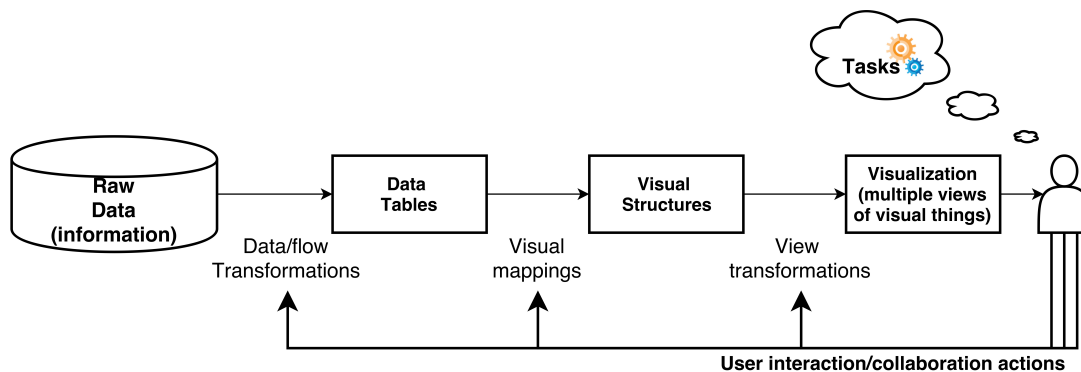 Tasks
Raw
Data
(information)
Data
Tables
Visual
Structures
Visualization
(multiple views
of visual things)
Data/flow
Transformations
Visual
mappings
View
transformations
User interaction/collaboration actions